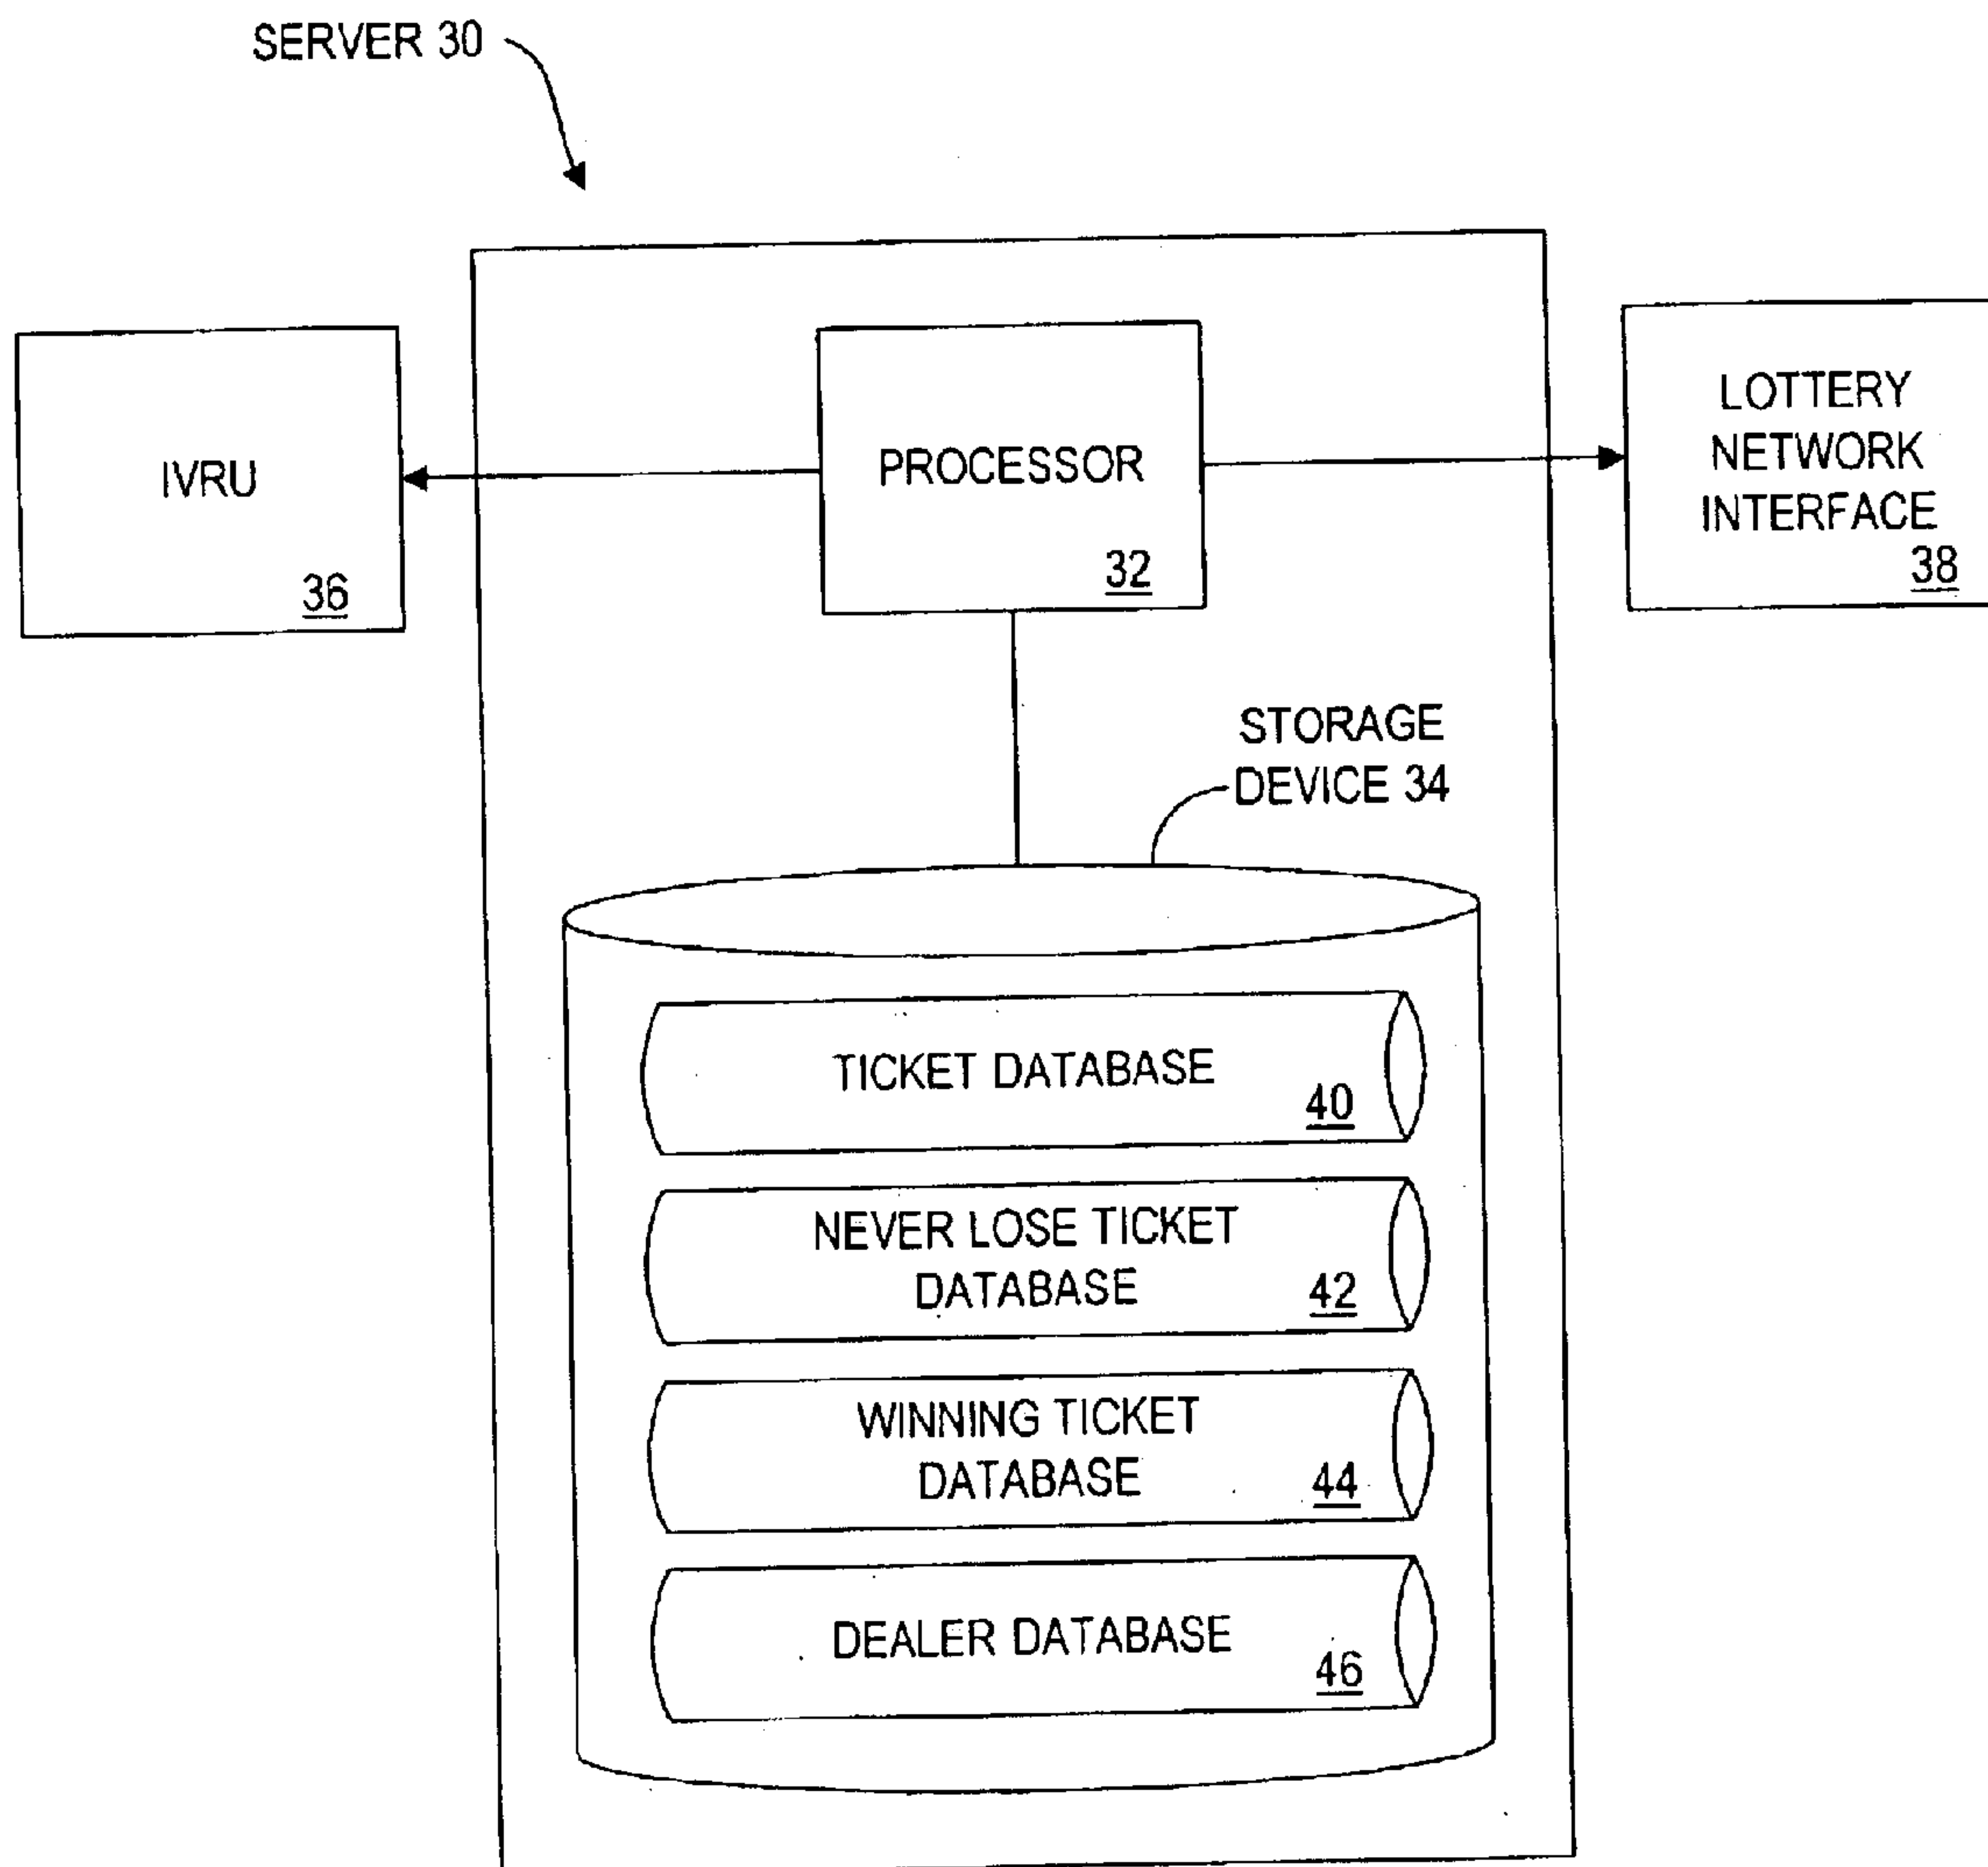 SERVER 30
IVRU
36
PROCESSOR
32
LOTTERY
NETWORK
INTERFACE
38
STORAGE
DEVICE 34
TICKET DATABASE
40
NEVER LOSE TICKET
DATABASE
42
WINNING TICKET
DATABASE
44
DEALER DATABASE
46